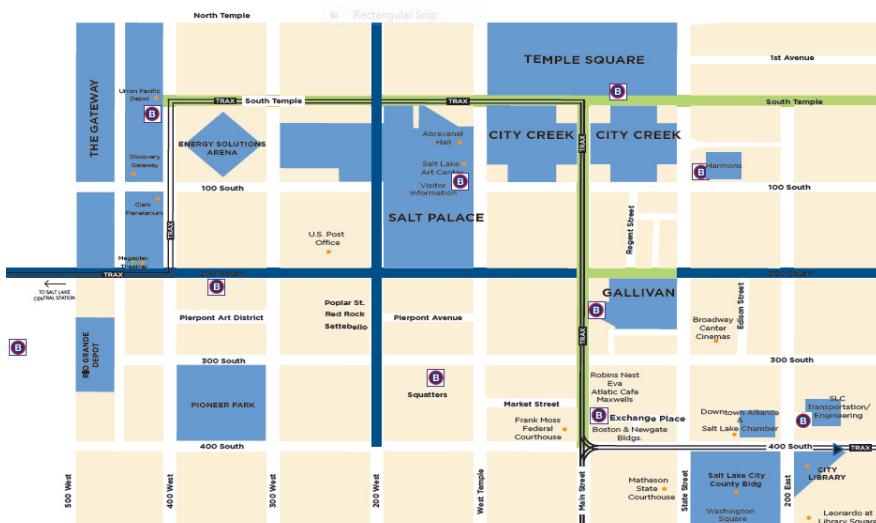 Rectangular Snip
North Temple
TEMPLE SQUARE
1st Avenue
Union Pacific
Depot
B
B
TRAX
South Temple
TRAX
South Temple
THE GATEWAY
ENERGY SOLUTIONS
ARENA
Abravanel
Hall
CITY CREEK
CITY CREEK
TRAX
Discovery
Gateway
Salt Lake
Art Center
Visitor
Information
B
B
Harmons
100 South
100 South
Clark
Planetarium
SALT PALACE
Regent Street
TRAX
U.S. Post
Office
Megaplex
Theatre
TRAX
200 South
200 South
TO SALT LAKE
CENTRAL STATION
B
GALLIVAN
B
Edison Street
Poplar St.
Red Rock
Settebello
Pierpont Art District
Pierpont Avenue
Broadway
Center
Cinemas
TRAX
B
RIO GRANDE
DEPOT
300 South
300 South
B
Squatters
Robins Nest
Eva
Atlatic Cafe
Maxwells
PIONEER PARK
Market Street
B
Exchange Place
Boston & Newgate
Bldgs.
Frank Moss
Federal
Courthouse
Downtown Alliance
&
Salt Lake Chamber
B
SLC
Transportation/
Engineering
400 South
400 South
TRAX
500 West
400 West
300 West
200 West
West Temple
Main Street
State Street
200 East
Matheson
State
Courthouse
Salt Lake City
County Bldg
Washington
Square
CITY
LIBRARY
Leonardo at
Library Square